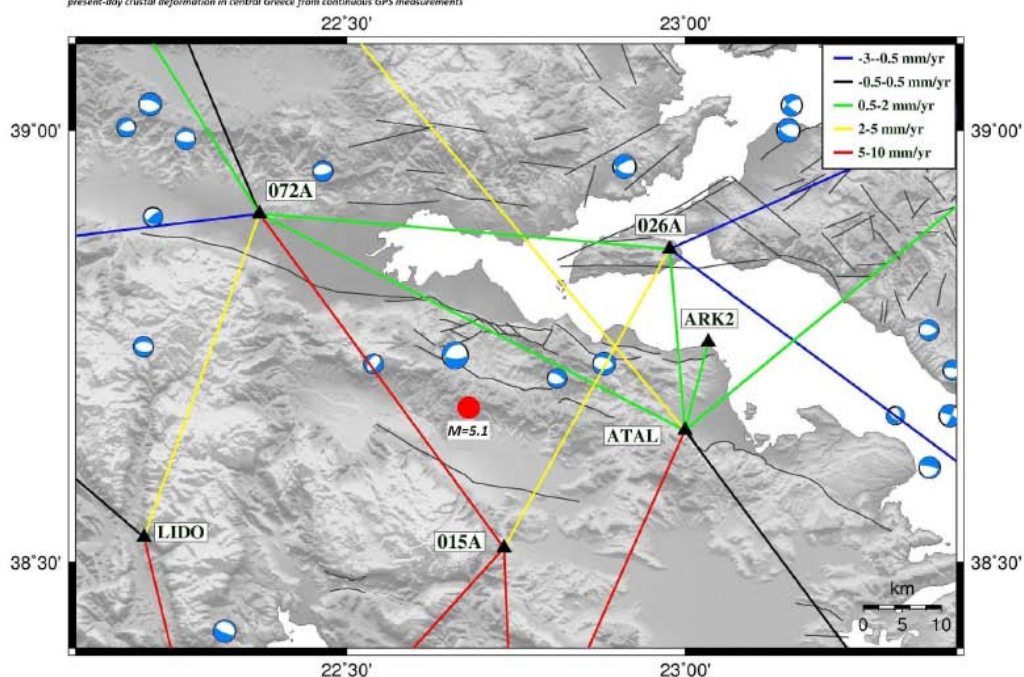 present-day crustal deformation in central Greece from continuous GPS measurements
22˚30'
23˚00'
-3--0.5 mm/yr
-0.5-0.5 mm/yr
0.5-2 mm/yr
2-5 mm/yr
5-10 mm/yr
39˚00'
39˚00'
072A
026A
ARK2
M=5.1
ATAL
LIDO
015A
38˚30'
38˚30'
km
0 5 10
22˚30'
23˚00'